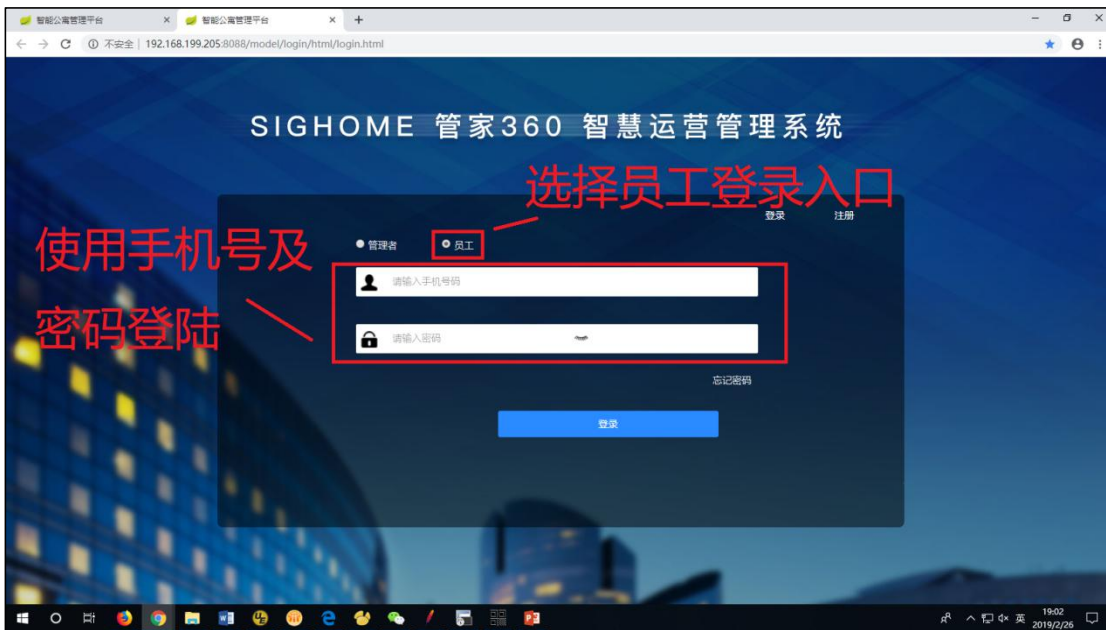 智能公寓管理平台
智能公寓管理平台
不安全 192.168.199.205:8088/model/login/html/login.html
SIGHOME 管家360 智慧运营管理系统
选择员工登录入口
登录 注册
管理者 员工
使用手机号及
密码登陆
请输入手机号码
请输入密码
忘记密码
登录
英
19:02
2019/2/26